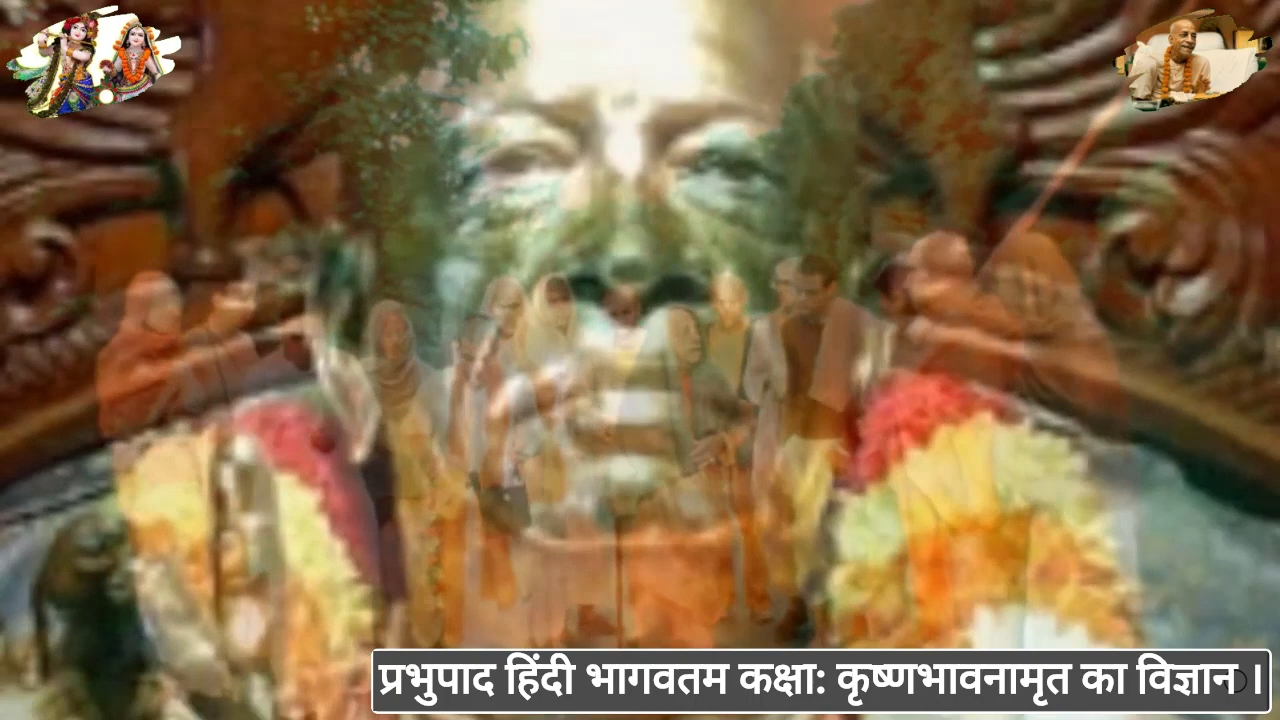 प्रभुपाद हिंदी भागवतम कक्षा: कृष्णभावनामृत का विज्ञान ।